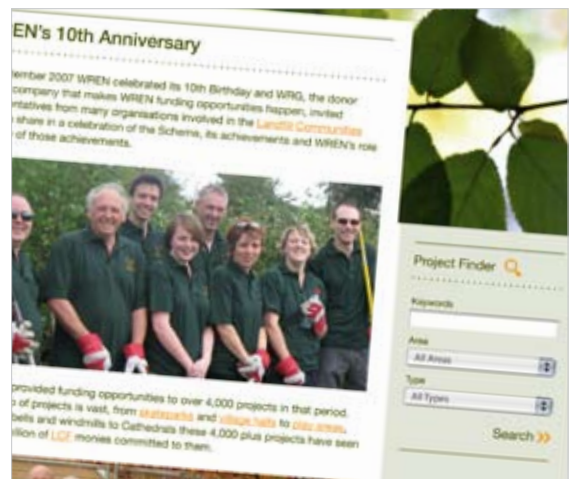 EN's 10th Anniversary
tember 2007 WREN celebrated its 10th Birthday and WRG, the donor
company that makes WREN funding opportunities happen, invited
ntatives from many organisations involved in the Landfill Communities
share in a celebration of the Scheme, its achievements and WREN's role
of those achievements.
provided funding opportunities to over 4,000 projects in that period.
of projects is vast, from skateparks and village halls to play areas,
bells and windmills to Cathedrals these 4,000 plus projects have seen
illion of LCF monies committed to them.
Project Finder
Keywords
Area
All Areas
Type
All Types
Search »